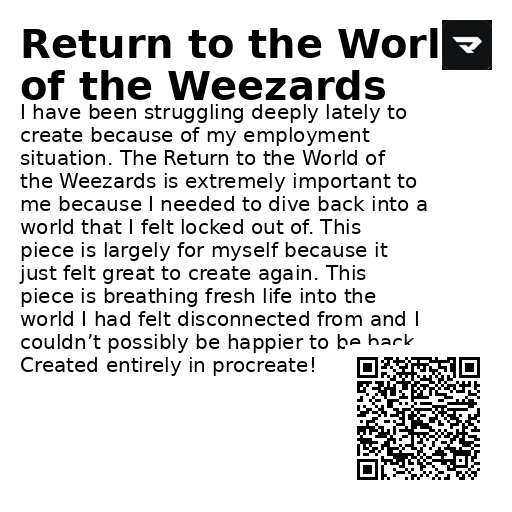 Return to the Worl
of the Weezards
I have been struggling deeply lately to
create because of my employment
situation. The Return to the World of
the Weezards is extremely important to
me because I needed to dive back into a
world that I felt locked out of. This
piece is largely for myself because it
just felt great to create again. This
piece is breathing fresh life into the
world I had felt disconnected from and I
couldn’t possibly be happier to be back
Created entirely in procreate!